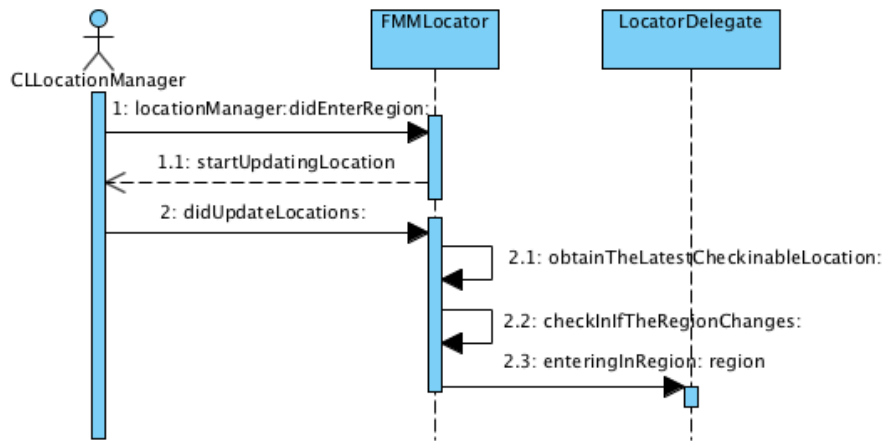 FMMLocator
LocatorDelegate
CLLocationManager
1: locationManager:didEnterRegion:
1.1: startUpdatingLocation
2: didUpdateLocations:
2.1: obtainTheLatestCheckinableLocation:
2.2: checkInIfTheRegionChanges:
2.3: enteringInRegion: region